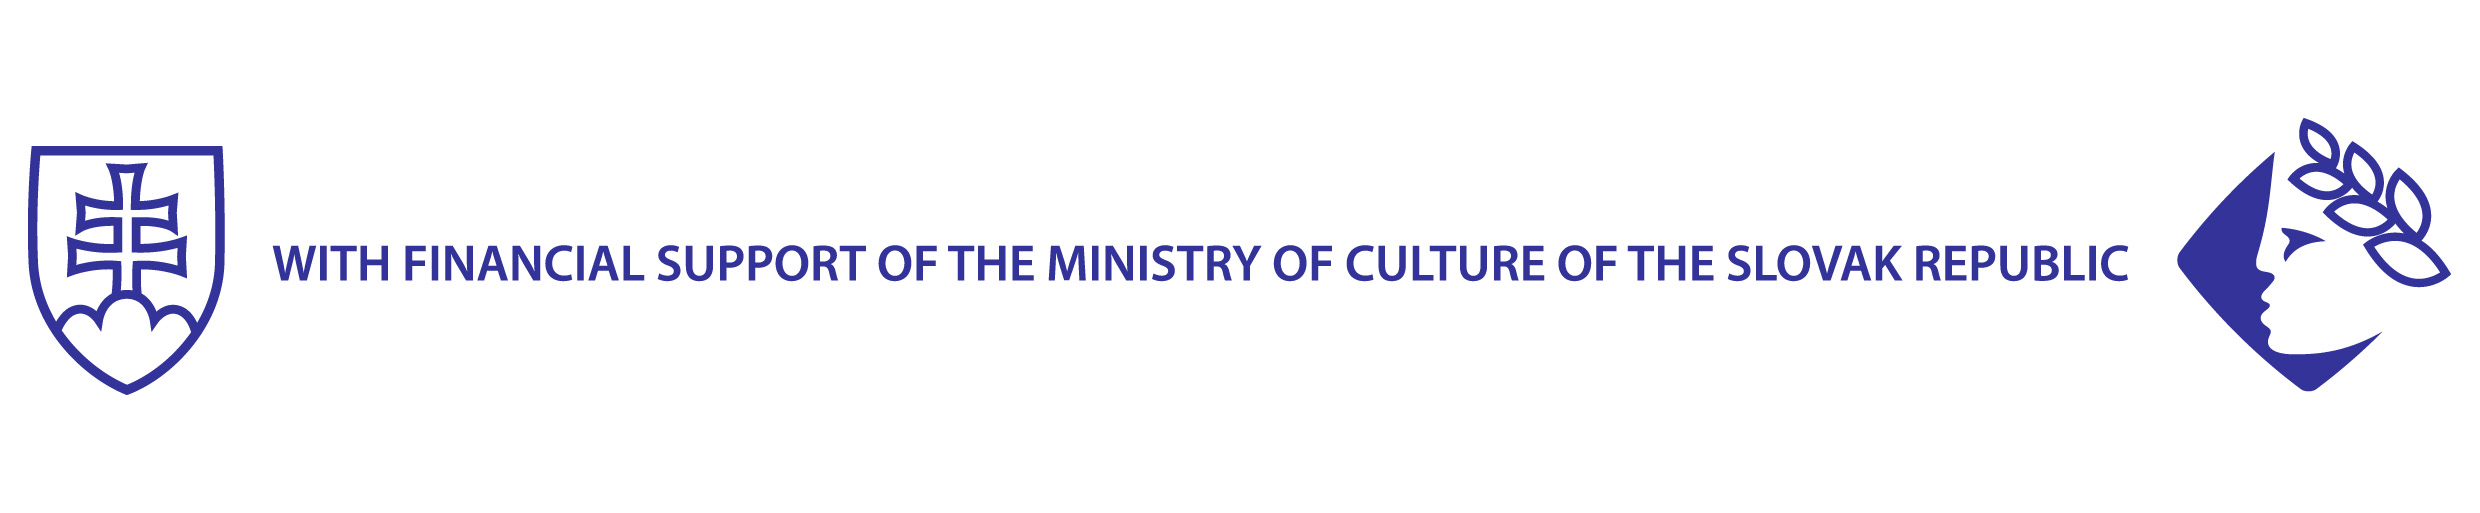 WITH FINANCIAL SUPPORT OF THE MINISTRY OF CULTURE OF THE SLOVAK REPUBLIC